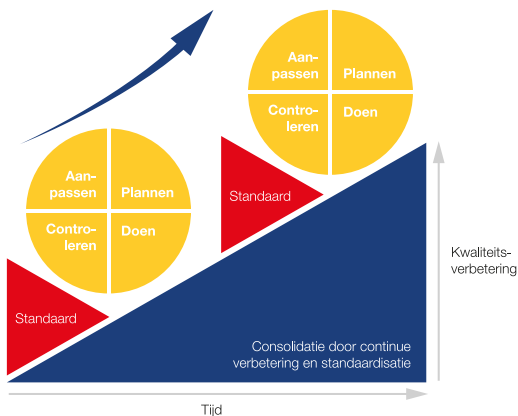 Aan-
passen
Plannen
Contro-
leren
Doen
Standaard
Aan-
passen
Plannen
Contro-
leren
Doen
Standaard
Kwaliteits-
verbetering
Consolidatie door continue
verbetering en standaardisatie
Tijd